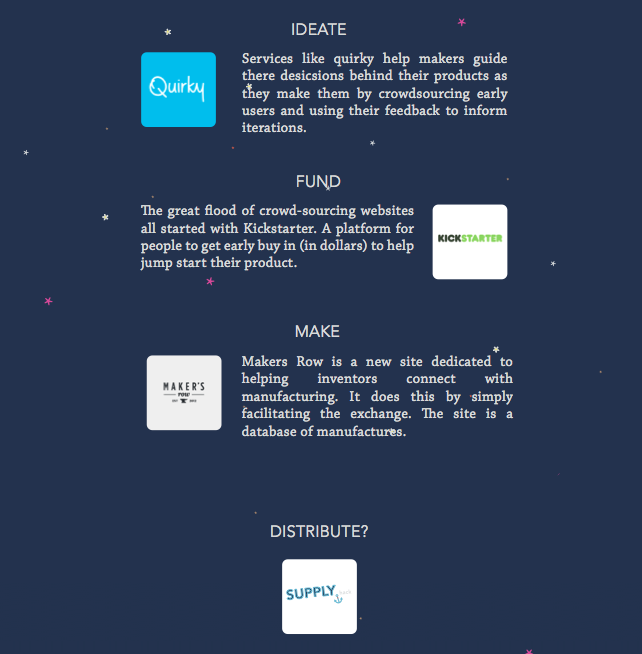 IDEATE
Quirky
Services like quirky help makers guide
there desicsions behind their products as
they make them by crowdsourcing early
users and using their feedback to inform
iterations.
FUND
The great flood of crowd-sourcing websites
all started with Kickstarter. A platform for
people to get early buy in (in dollars) to help
jump start their product.
KICKSTARTER
MAKE
MAKER'S
row
Makers Row is a new site dedicated to
helping inventors connect with
manufacturing. It does this by simply
facilitating the exchange. The site is a
database of manufactures.
DISTRIBUTE?
SUPPLY